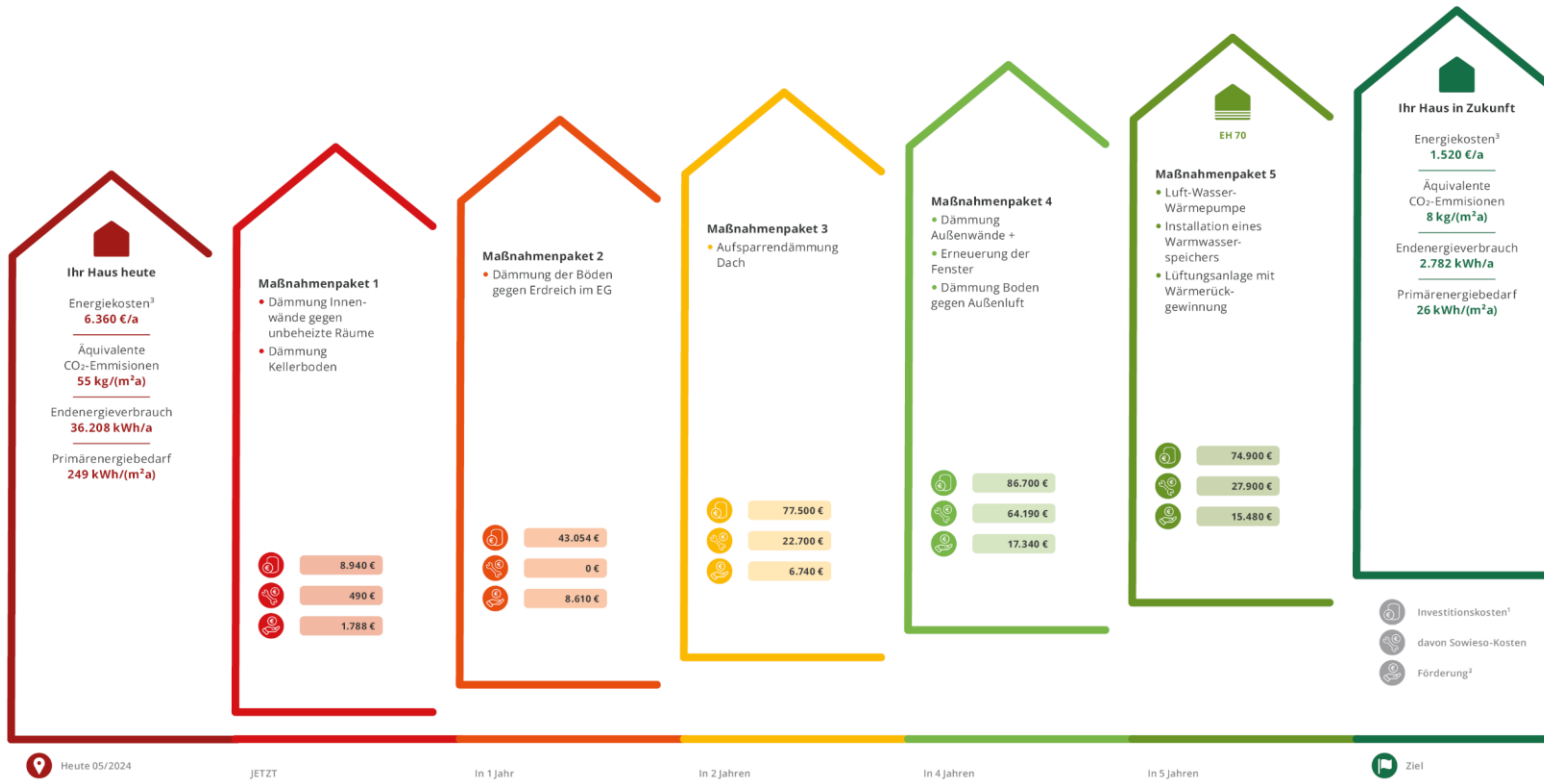 Ihr Haus heute
Energiekosten³
6.360 €/a
Äquivalente
CO₂-Emmisionen
55 kg/(m²a)
Endenergieverbrauch
36.208 kWh/a
Primärenergiebedarf
249 kWh/(m²a)
Maßnahmenpaket 1
• Dämmung Innen-
wände gegen
unbeheizte Räume
• Dämmung
Kellerboden
8.940 €
490 €
1.788 €
Maßnahmenpaket 2
• Dämmung der Böden
gegen Erdreich im EG
43.054 €
0 €
8.610 €
Maßnahmenpaket 3
• Aufsparrendämmung
Dach
77.500 €
22.700 €
6.740 €
Maßnahmenpaket 4
• Dämmung
Außenwände +
• Erneuerung der
Fenster
• Dämmung Boden
gegen Außenluft
86.700 €
64.190 €
17.340 €
EH 70
Maßnahmenpaket 5
• Luft-Wasser-
Wärmepumpe
• Installation eines
Warmwasser-
speichers
• Lüftungsanlage mit
Wärmerück-
gewinnung
74.900 €
27.900 €
15.480 €
Ihr Haus in Zukunft
Energiekosten³
1.520 €/a
Äquivalente
CO₂-Emmisionen
8 kg/(m²a)
Endenergieverbrauch
2.782 kWh/a
Primärenergiebedarf
26 kWh/(m²a)
Investitionskosten¹
davon Sowieso-Kosten
Förderung²
Heute 05/2024
JETZT
In 1 Jahr
In 2 Jahren
In 4 Jahren
In 5 Jahren
Ziel